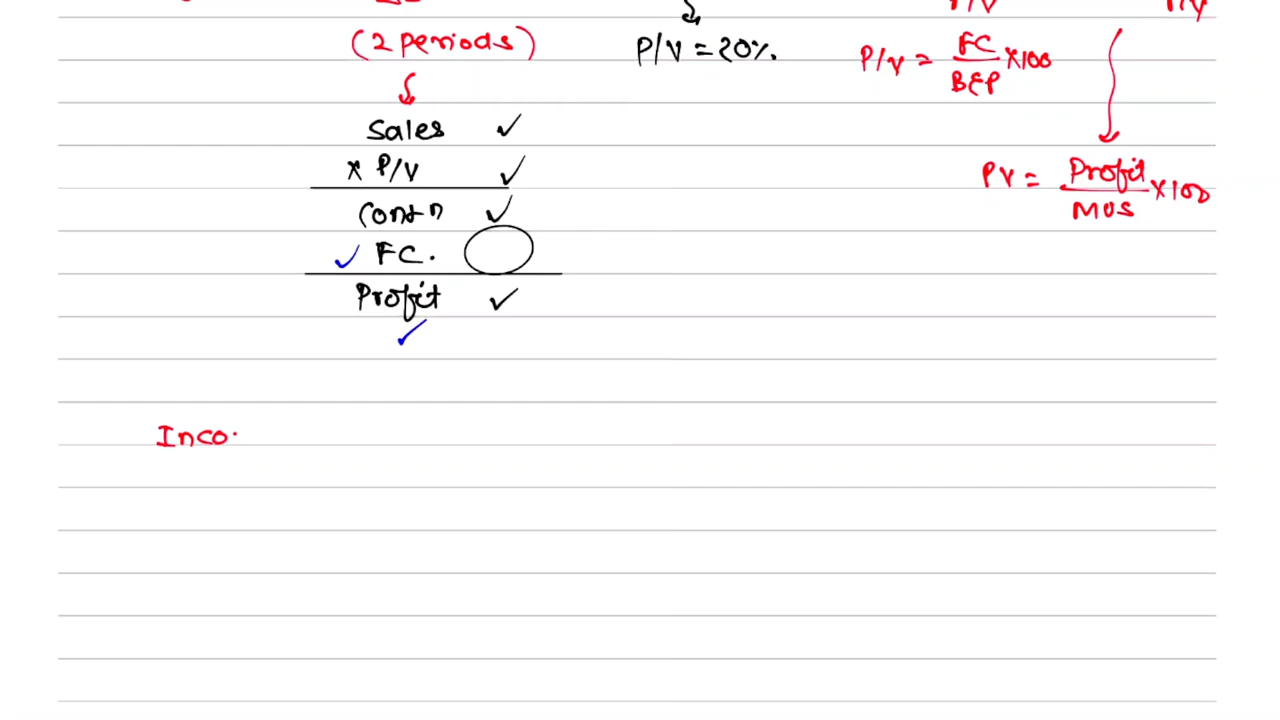 (2 Periods)
P/V = 20%.
P/V = FC/BEP × 100
Sales ✓
× P/V ✓
Contn ✓
✓ FC.
Profit ✓
✓
PV = Profit/MOS × 100
Inco.